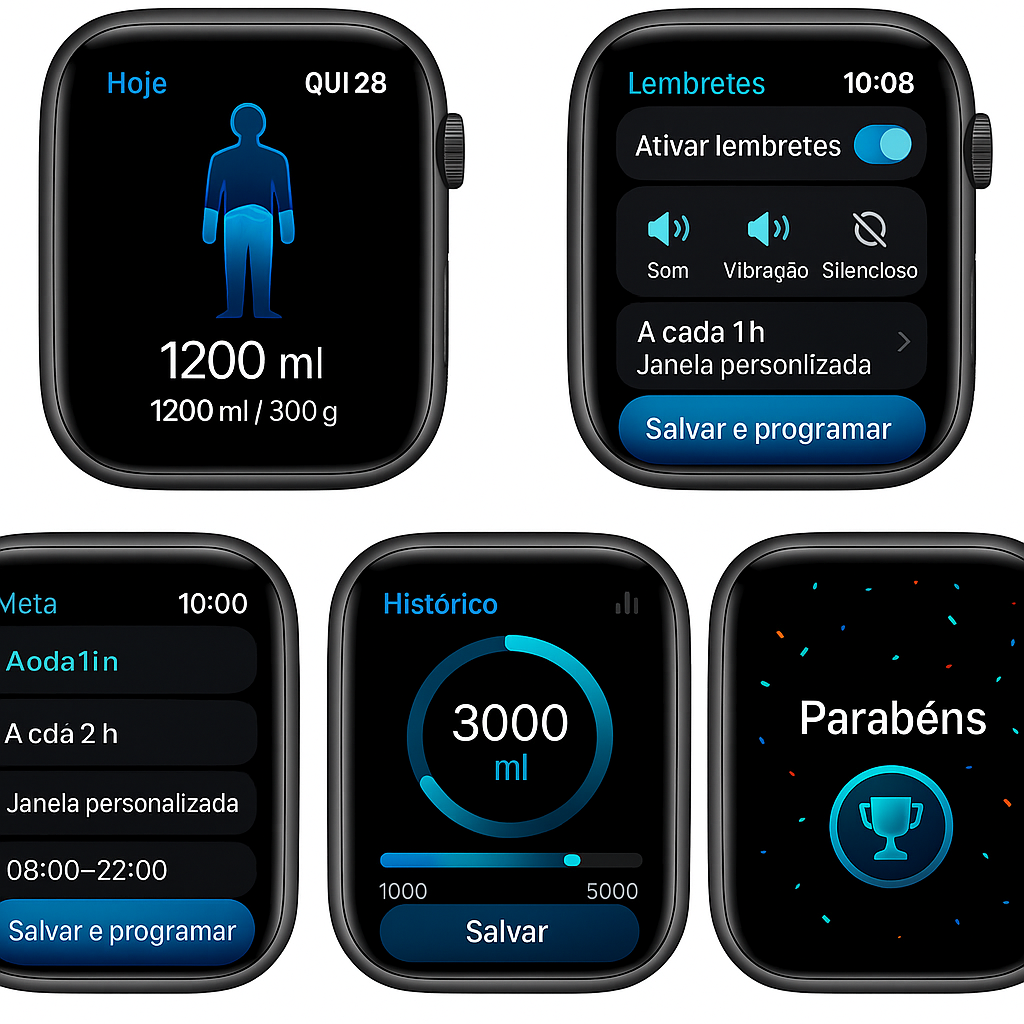 Hoje
QUI 28
1200 ml
1200 ml / 300 g
Lembretes
10:08
Ativar lembretes
Som
Vibração
Silencloso
A cada 1 h
Janela personlizada
Salvar e programar
Meta
10:00
Aoda1in
A cdá 2 h
Janela personalizada
08:00–22:00
Salvar e programar
Histórico
3000
ml
1000
5000
Salvar
Parabéns